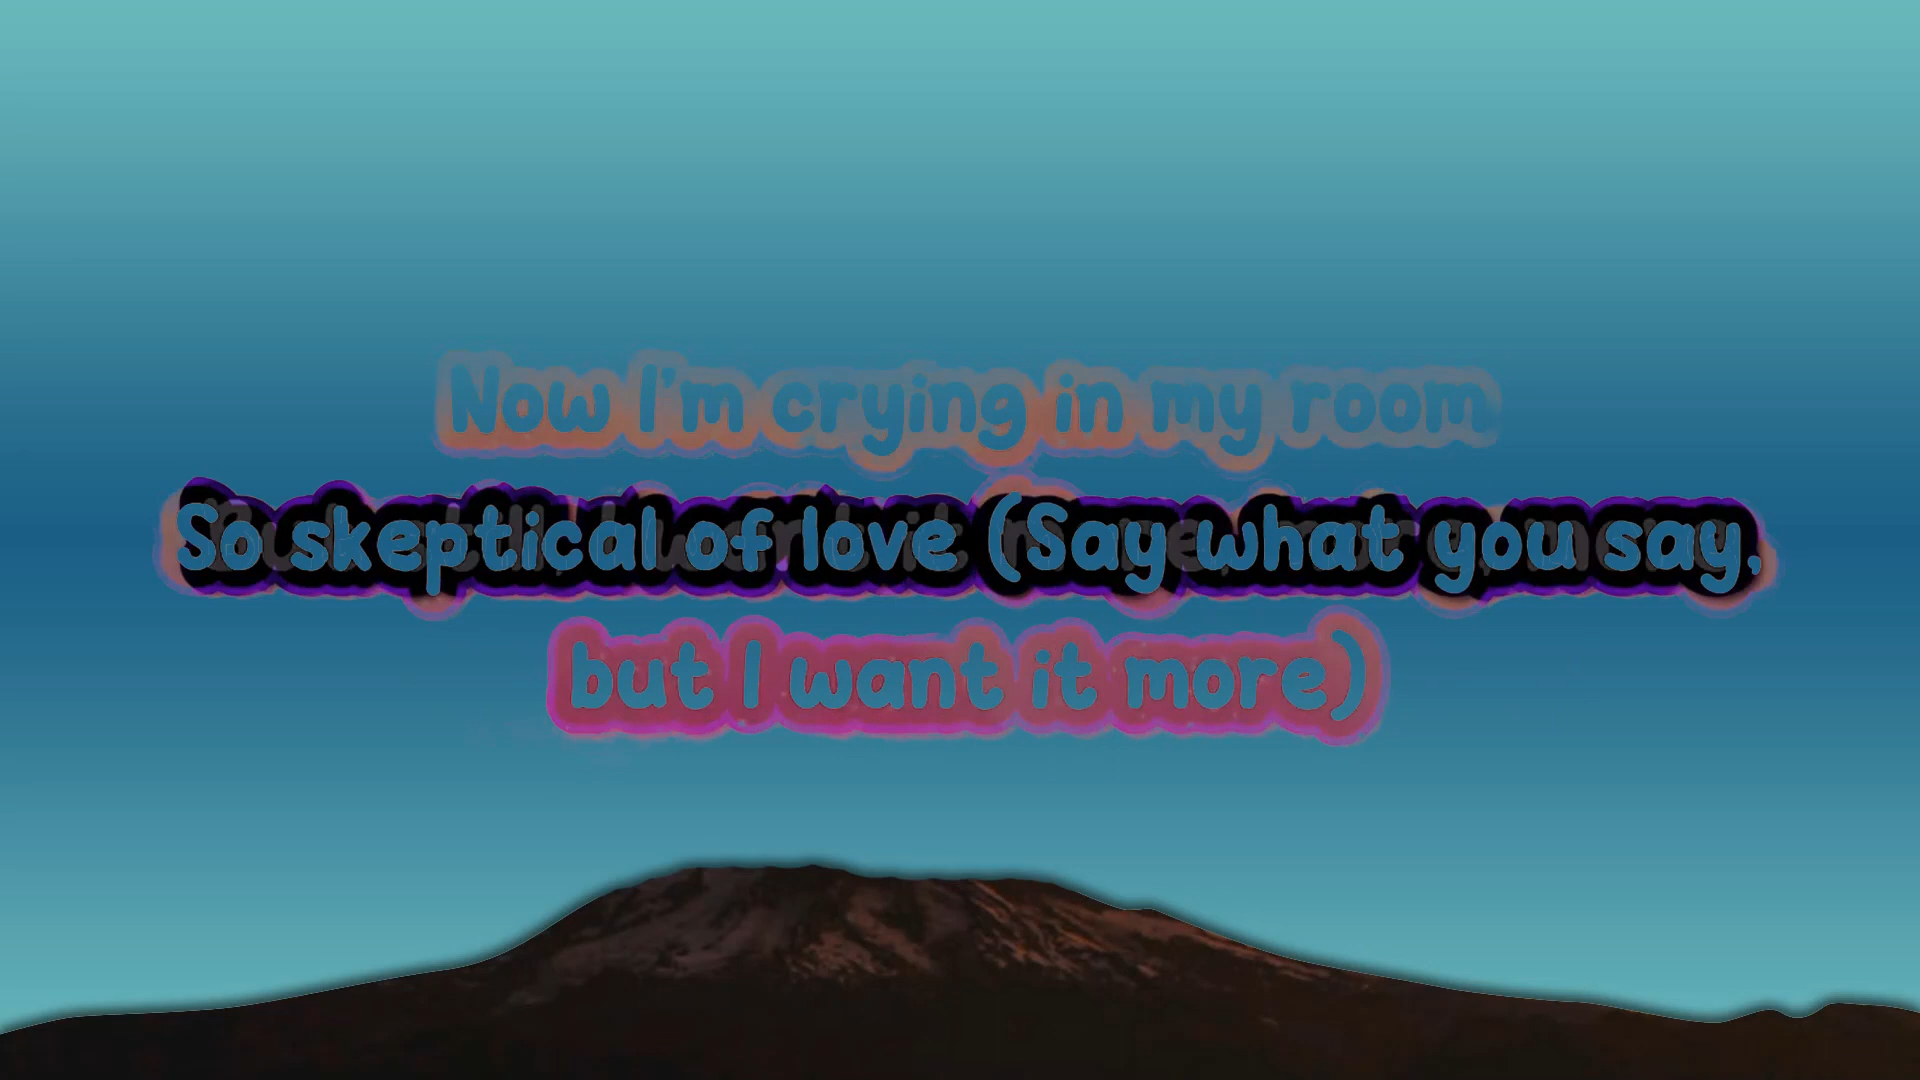 Now I'm crying in my room
So skeptical of love (Say what you say,
but I want it more)